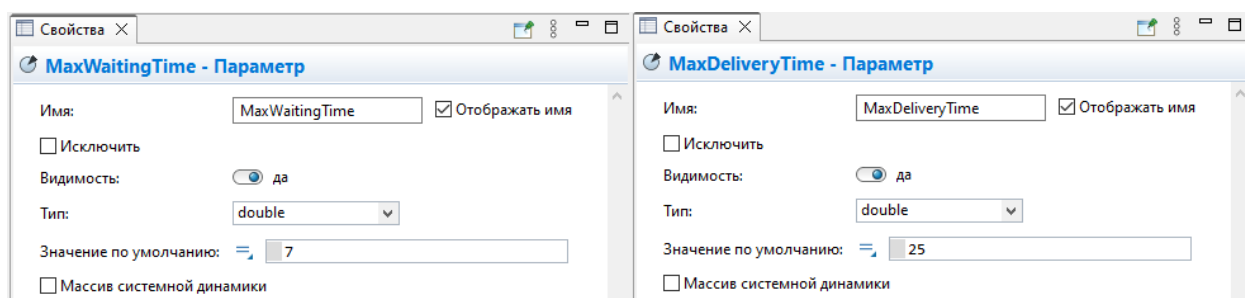 Свойства
MaxWaitingTime - Параметр
Имя: MaxWaitingTime Отображать имя
Исключить
Видимость: да
Тип: double
Значение по умолчанию: 7
Массив системной динамики
Свойства
MaxDeliveryTime - Параметр
Имя: MaxDeliveryTime Отображать имя
Исключить
Видимость: да
Тип: double
Значение по умолчанию: 25
Массив системной динамики